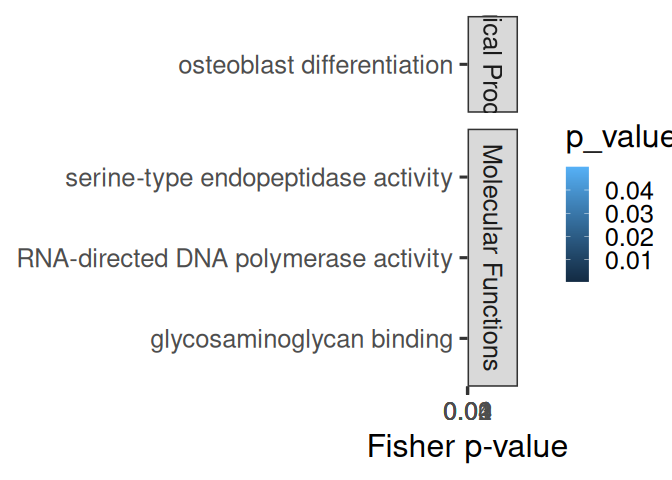 osteoblast differentiation
serine-type endopeptidase activity
RNA-directed DNA polymerase activity
glycosaminoglycan binding
ical Proc
Molecular Functions
Fisher p-value
p_value
0.04
0.03
0.02
0.01